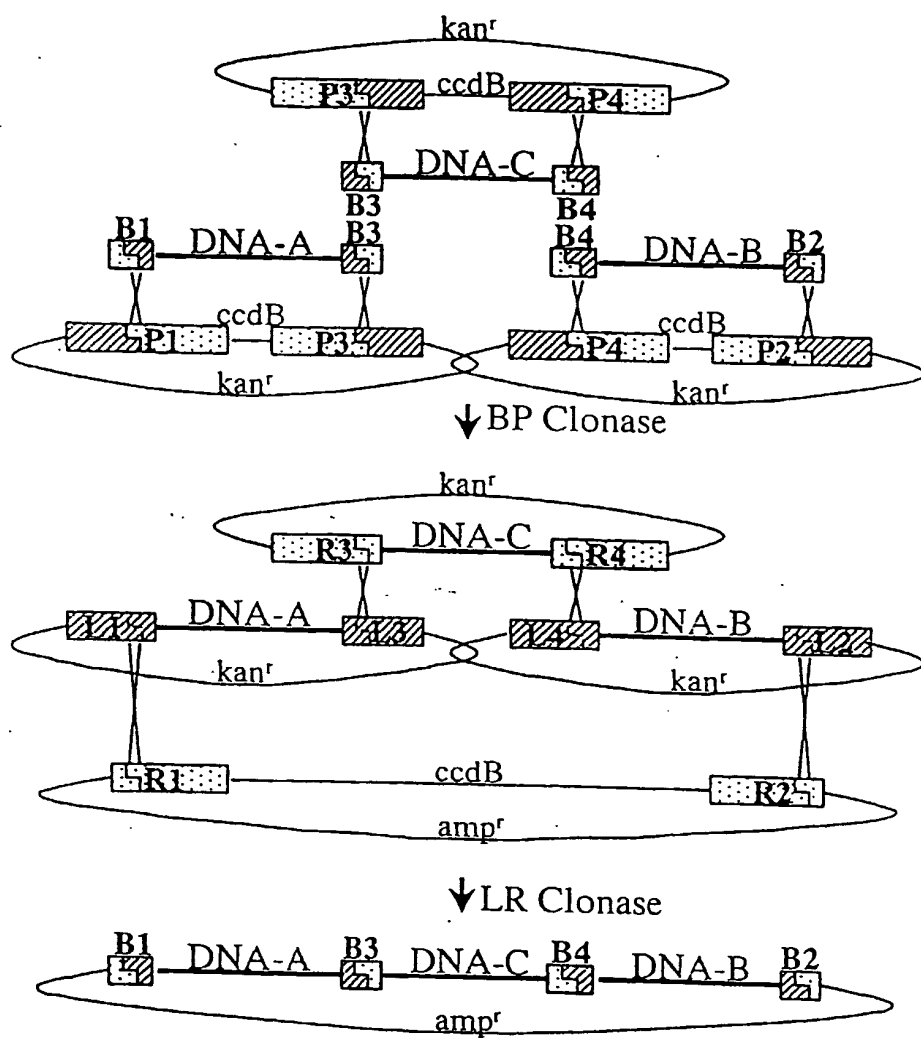 kanʳ
P3 ccdB P4
DNA-C
B3 B4
B1 DNA-A B3 B4 DNA-B B2
P1 ccdB P3 P4 ccdB P2
kanʳ kanʳ
BP Clonase
kanʳ
R3 DNA-C R4
L1 DNA-A L3 L4 DNA-B L2
kanʳ kanʳ
R1 ccdB R2
ampʳ
LR Clonase
B1 DNA-A B3 DNA-C B4 DNA-B B2
ampʳ